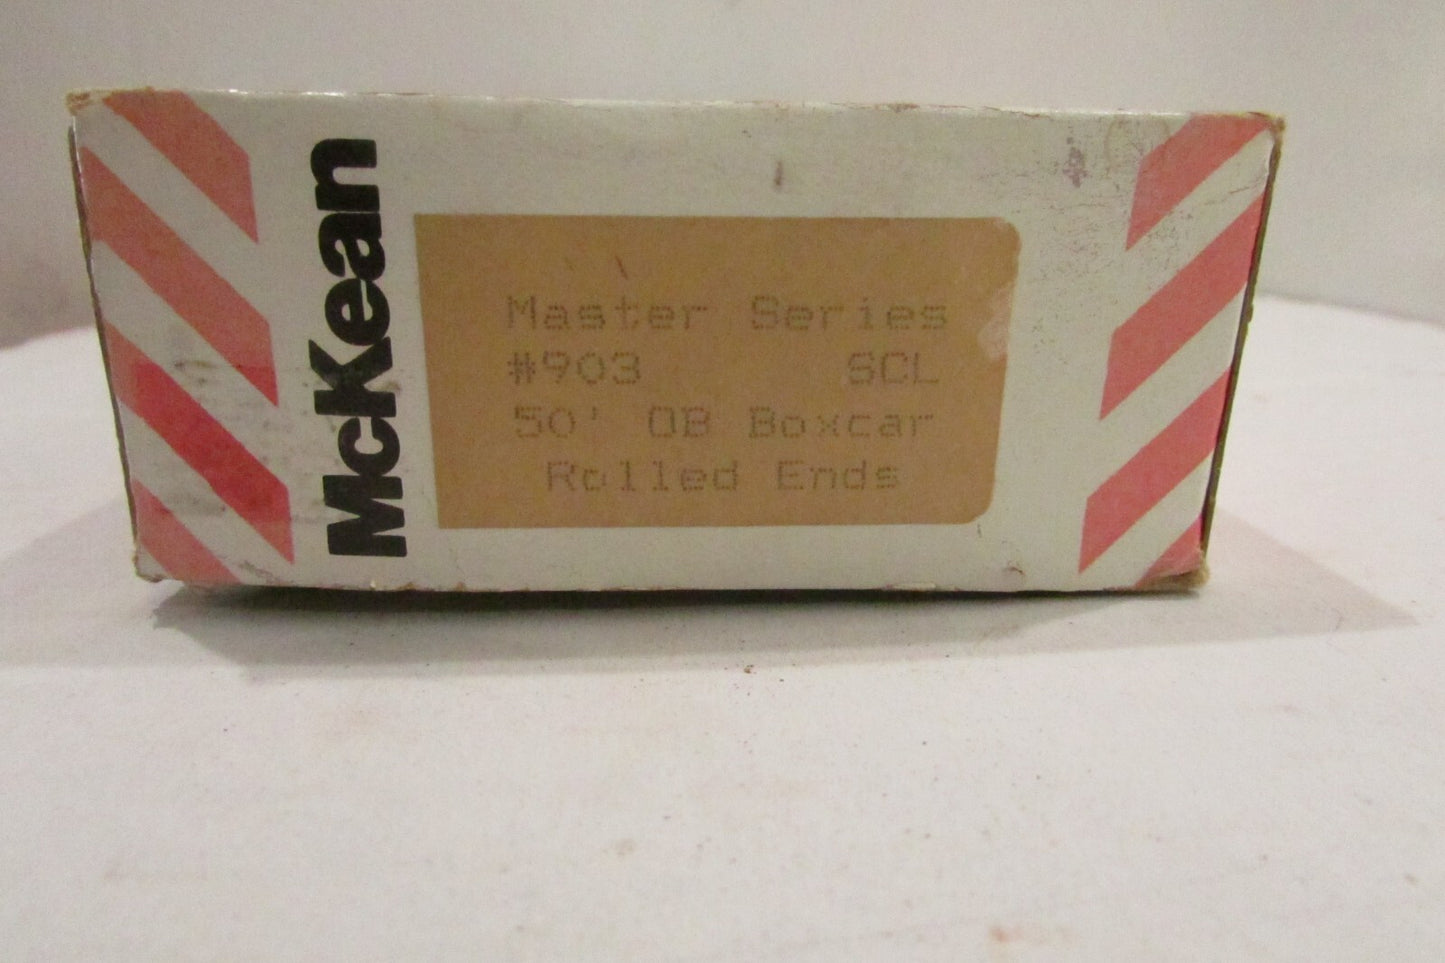 McKean
Master Series
#903 SCL
50' OB Boxcar
Rolled Ends